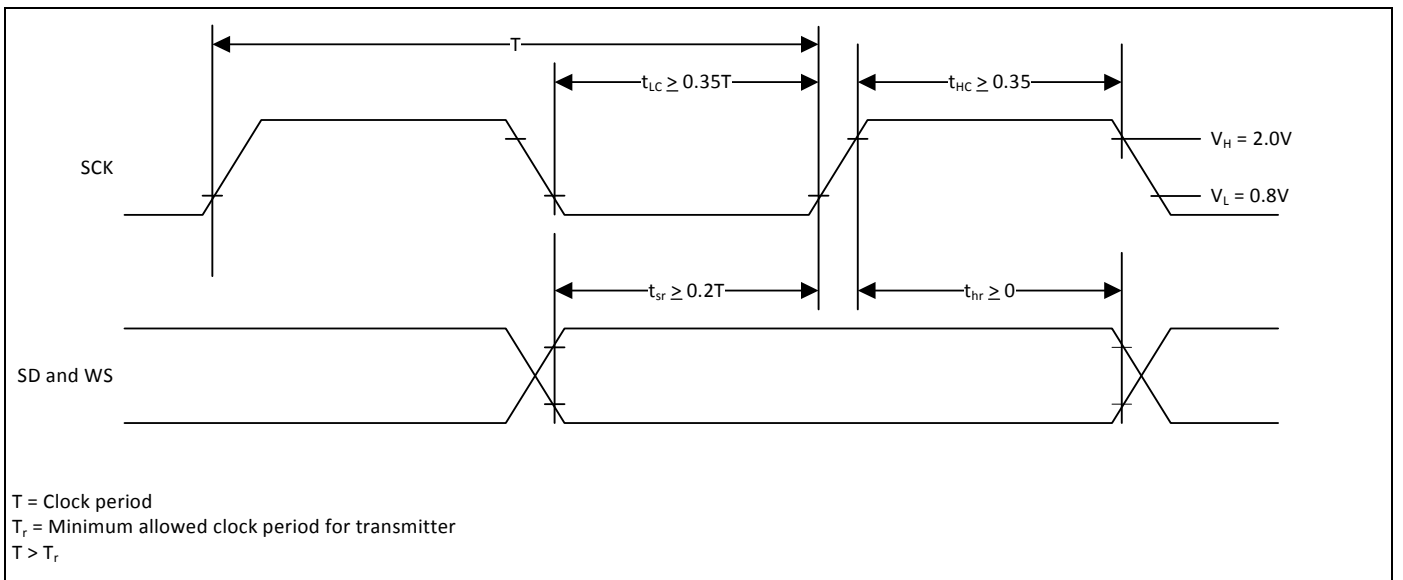 T
t_LC ≥ 0.35T
t_HC ≥ 0.35
V_H = 2.0V
SCK
V_L = 0.8V
t_sr ≥ 0.2T
t_hr ≥ 0
SD and WS
T = Clock period
T_r = Minimum allowed clock period for transmitter
T > T_r